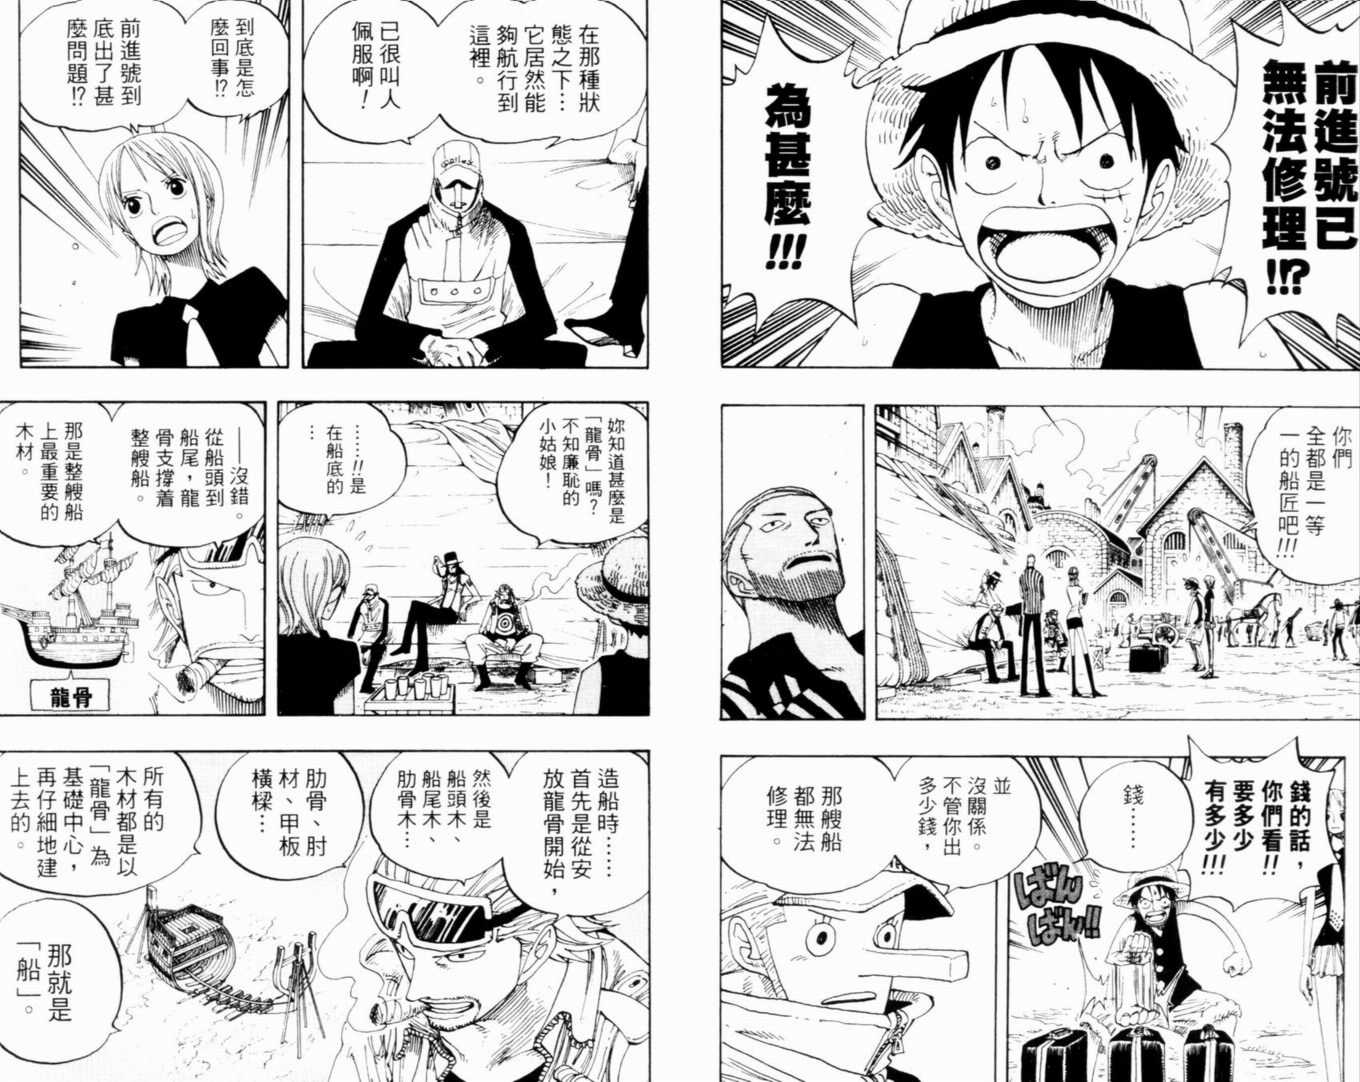 前進號已
無法修理!!?
為甚麼!!!
你們
全都是一等
一的船匠吧!!!
錢的話，
你們看!!
要多少
有多少!!!
ばん
ばん!!
錢……
並
沒關係。
不管你出
多少錢，
那艘船
都無法
修理。
在那種狀
態之下…
它居然能
夠航行到
這裡。
已很叫人
佩服啊！
Galley
到底是怎
麼回事!?
前進號到
底出了甚
麼問題!?
妳知道甚麼是
「龍骨」嗎？
不知廉恥的
小姑娘！
……!!是
在船底的
…
——沒錯。
從船頭到
船尾，龍
骨支撐着
整艘船。
那是整艘船
上最重要的
木材。
龍骨
造船時……
首先是從安
放龍骨開始，
然後是
船頭木、
船尾木、
肋骨木…
肋骨、肘
材、甲板
橫樑…
所有的
木材都是以
「龍骨」為
基礎中心，
再仔細地建
上去的。
那就是
「船」。